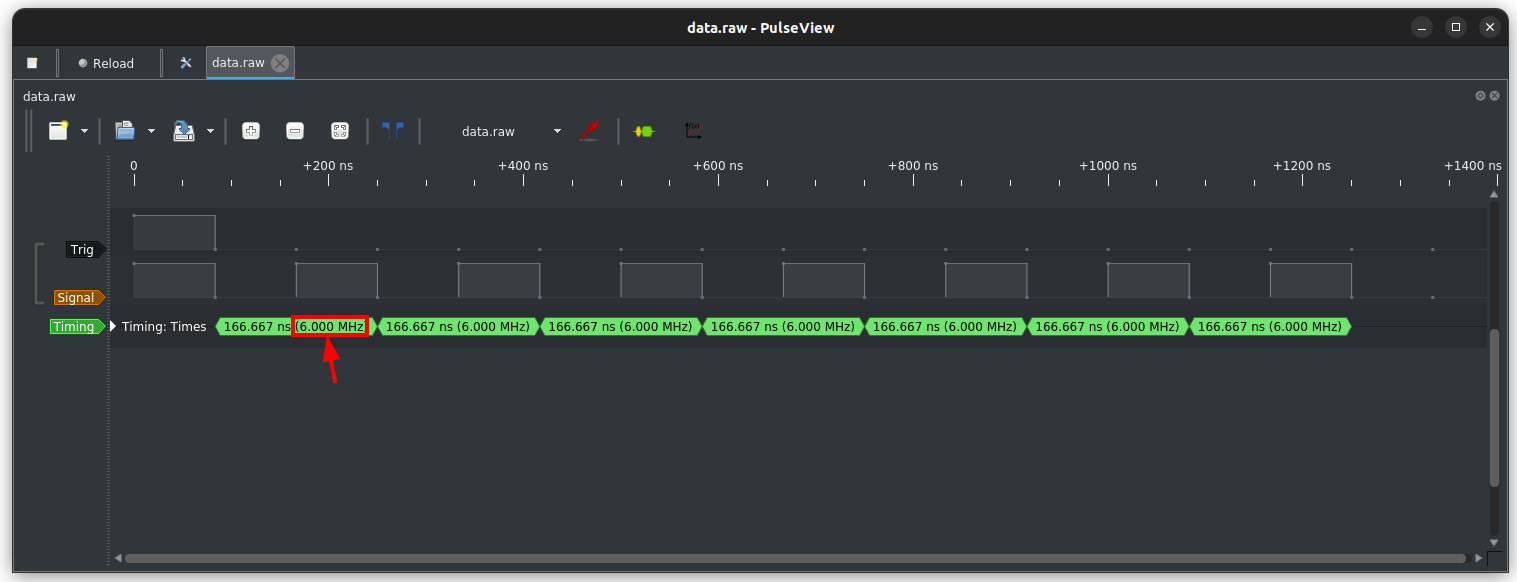 data.raw - PulseView
Reload
data.raw
data.raw
data.raw
0 +200 ns +400 ns +600 ns +800 ns +1000 ns +1200 ns +1400 ns
Trig
Signal
Timing Timing: Times 166.667 ns (6.000 MHz) 166.667 ns (6.000 MHz) 166.667 ns (6.000 MHz) 166.667 ns (6.000 MHz) 166.667 ns (6.000 MHz) 166.667 ns (6.000 MHz) 166.667 ns (6.000 MHz)